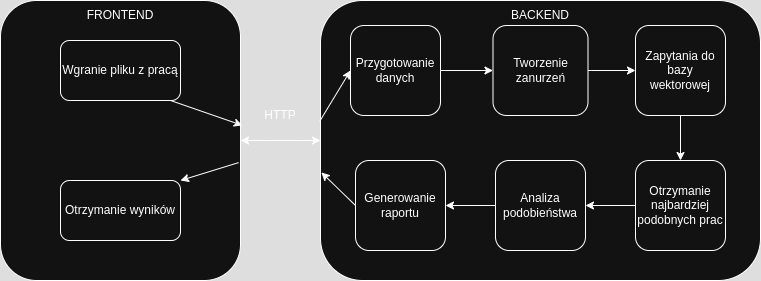 FRONTEND
Wgranie pliku z pracą
Otrzymanie wyników
HTTP
BACKEND
Przygotowanie
danych
Tworzenie
zanurzeń
Zapytania do
bazy
wektorowej
Otrzymanie
najbardziej
podobnych prac
Analiza
podobieństwa
Generowanie
raportu